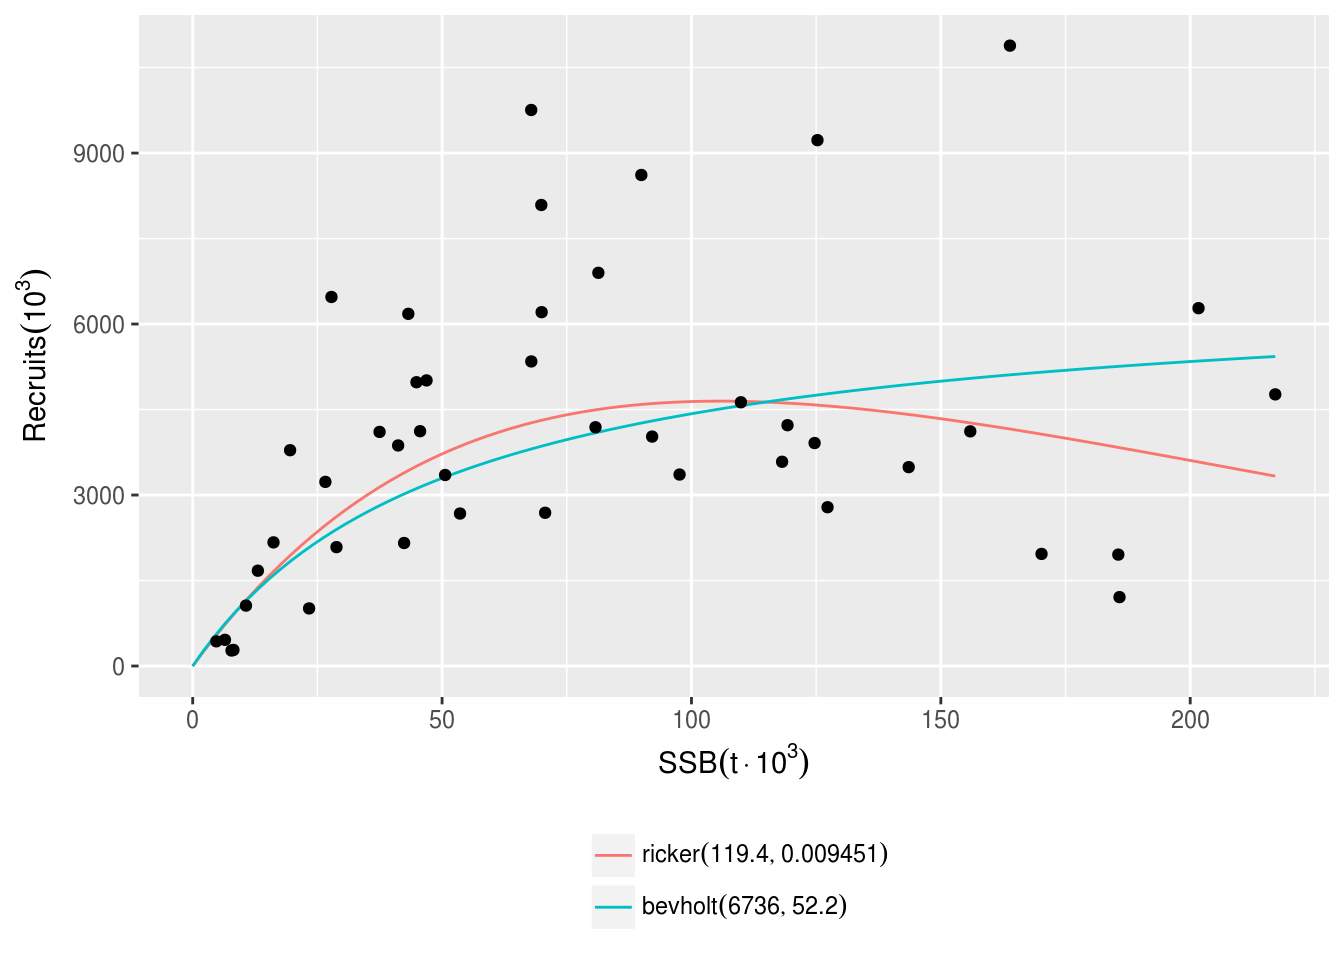 9000
6000
3000
0
Recruits(10³)
0 50 100 150 200
SSB(t · 10³)
ricker(119.4, 0.009451)
bevholt(6736, 52.2)